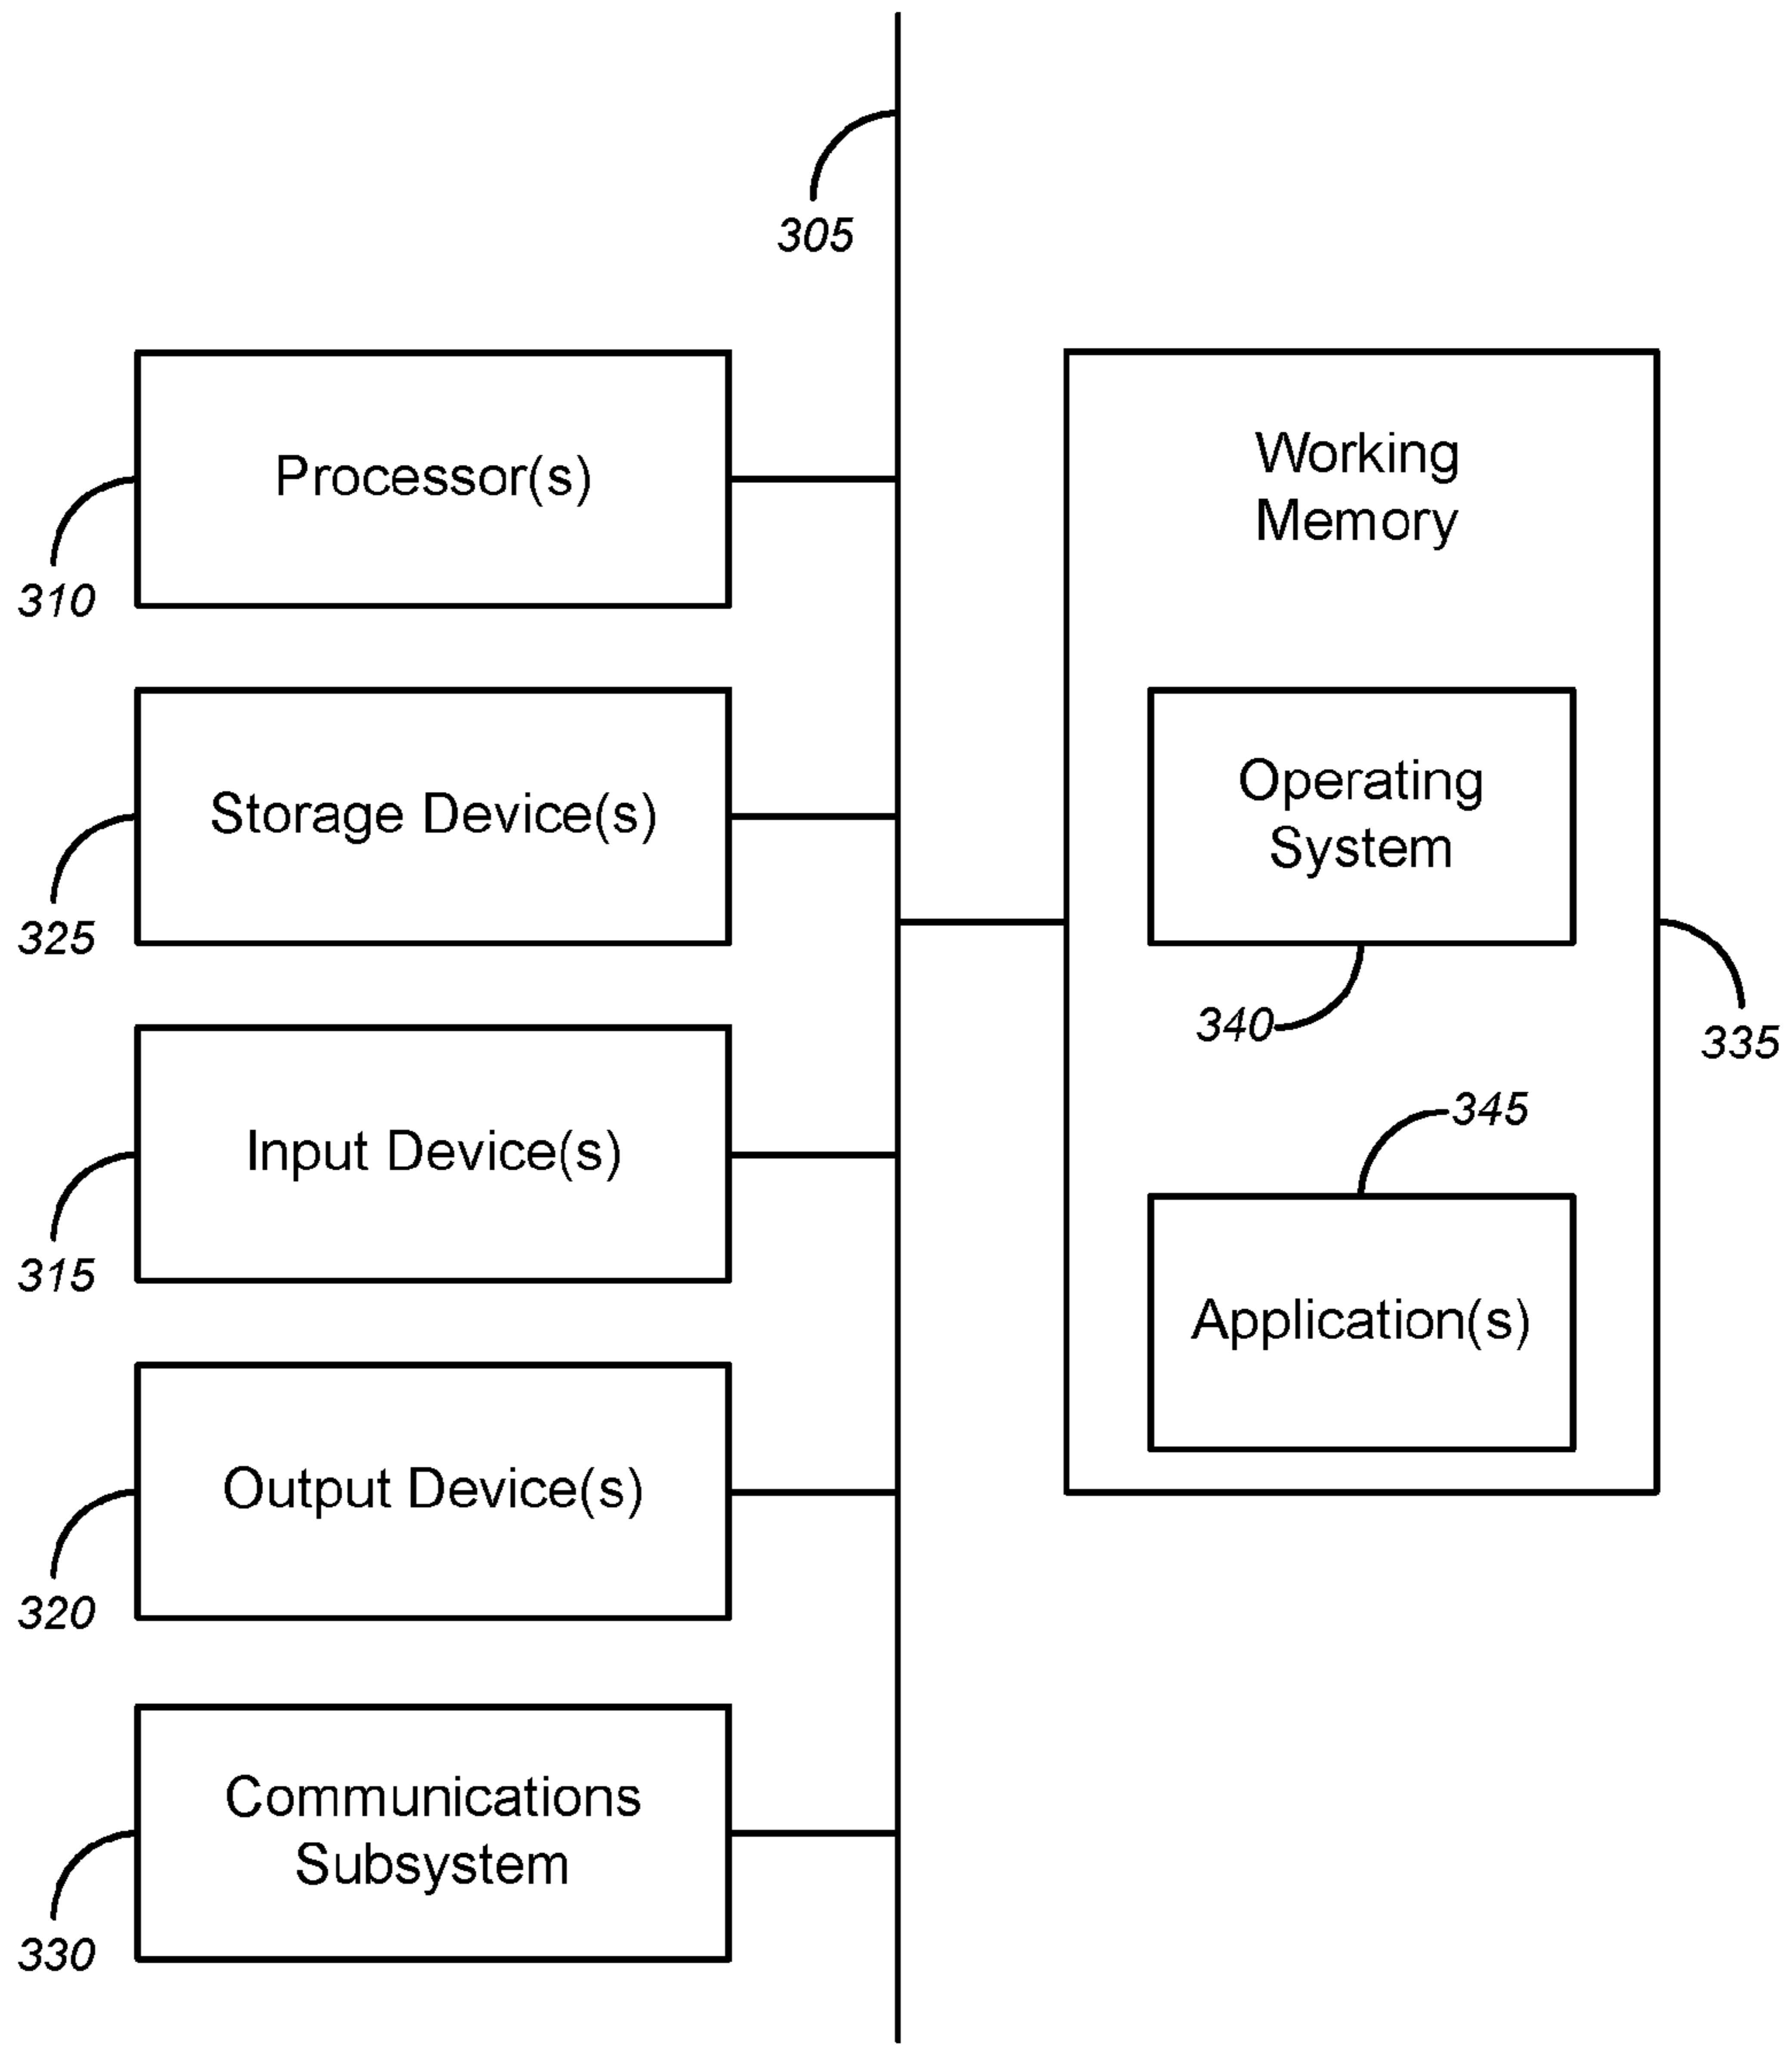 305
Processor(s)
310
Storage Device(s)
325
Input Device(s)
315
Output Device(s)
320
Communications
Subsystem
330
Working
Memory
Operating
System
340
335
345
Application(s)